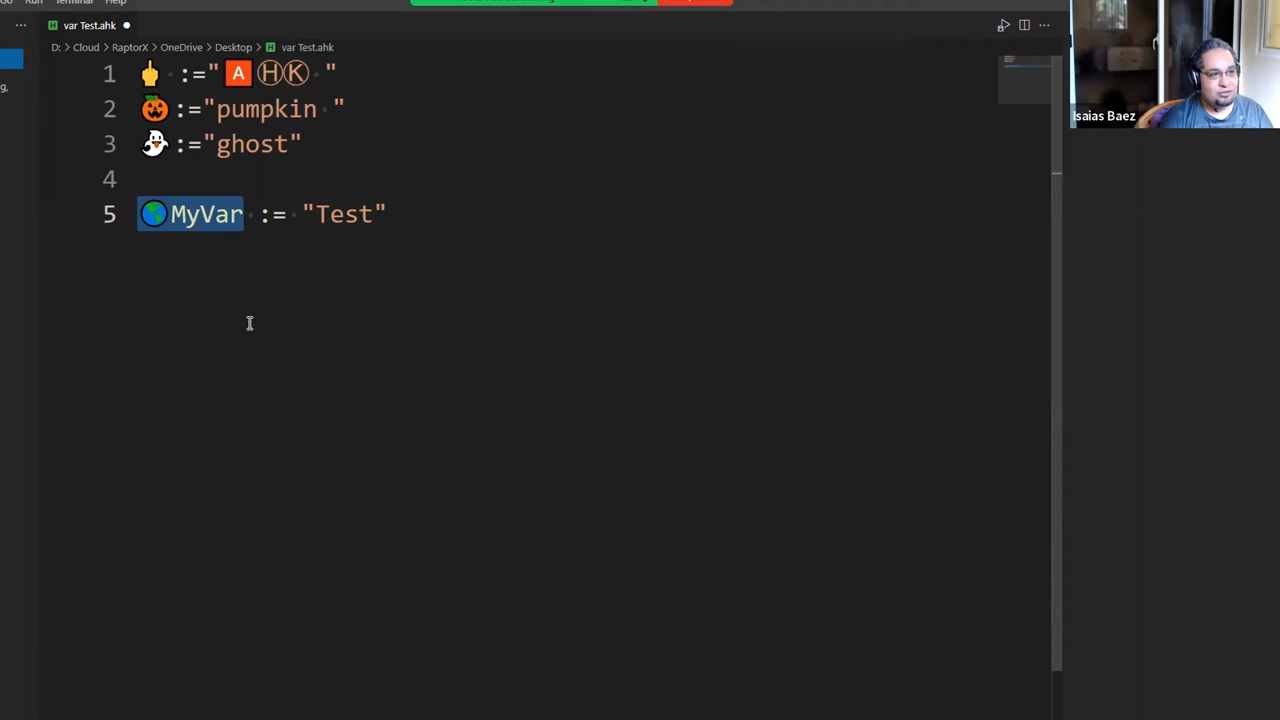 Go Run Terminal Help
var Test.ahk
D: > Cloud > RaptorX > OneDrive > Desktop > var Test.ahk
1 🖕 :="🅰ⒽⓀ "
2 🎃:="pumpkin "
3 👻:="ghost"
4
5 🌎MyVar := "Test"
Isaias Baez